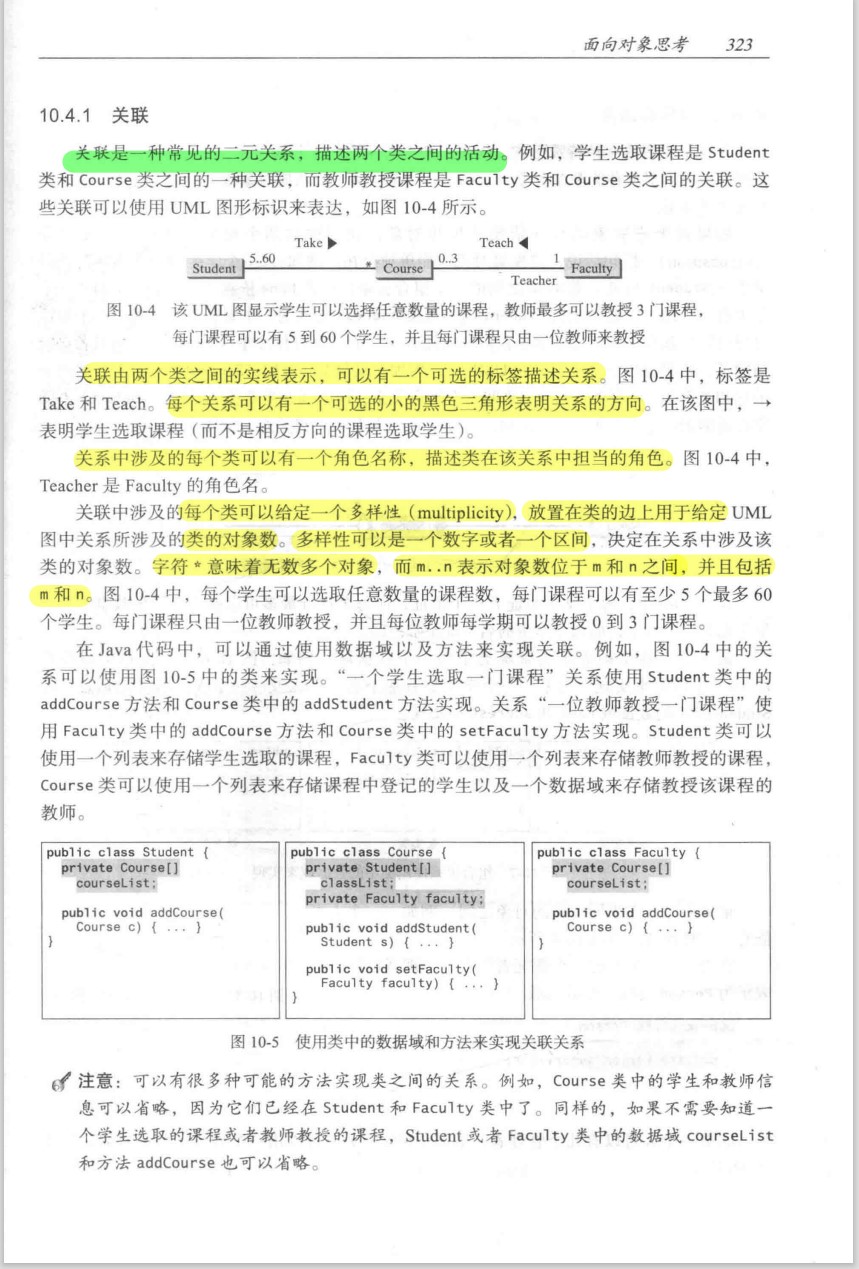 面向对象思考 323
10.4.1 关联
关联是一种常见的二元关系，描述两个类之间的活动。例如，学生选取课程是 Student
类和 Course 类之间的一种关联，而教师教授课程是 Faculty 类和 Course 类之间的关联。这
些关联可以使用 UML 图形标识来表达，如图 10-4 所示。
Take ▶ Teach ◀
5..60 * 0..3 1
Student Course Faculty
Teacher
图 10-4 该 UML 图显示学生可以选择任意数量的课程，教师最多可以教授 3 门课程，
每门课程可以有 5 到 60 个学生，并且每门课程只由一位教师来教授
关联由两个类之间的实线表示，可以有一个可选的标签描述关系。图 10-4 中，标签是
Take 和 Teach。每个关系可以有一个可选的小的黑色三角形表明关系的方向。在该图中，→
表明学生选取课程（而不是相反方向的课程选取学生）。
关系中涉及的每个类可以有一个角色名称，描述类在该关系中担当的角色。图 10-4 中，
Teacher 是 Faculty 的角色名。
关联中涉及的每个类可以给定一个多样性（multiplicity），放置在类的边上用于给定 UML
图中关系所涉及的类的对象数。多样性可以是一个数字或者一个区间，决定在关系中涉及该
类的对象数。字符 * 意味着无数多个对象，而 m..n 表示对象数位于 m 和 n 之间，并且包括
m 和 n。图 10-4 中，每个学生可以选取任意数量的课程数，每门课程可以有至少 5 个最多 60
个学生。每门课程只由一位教师教授，并且每位教师每学期可以教授 0 到 3 门课程。
在 Java 代码中，可以通过使用数据域以及方法来实现关联。例如，图 10-4 中的关
系可以使用图 10-5 中的类来实现。“一个学生选取一门课程”关系使用 Student 类中的
addCourse 方法和 Course 类中的 addStudent 方法实现。关系“一位教师教授一门课程”使
用 Faculty 类中的 addCourse 方法和 Course 类中的 setFaculty 方法实现。Student 类可以
使用一个列表来存储学生选取的课程，Faculty 类可以使用一个列表来存储教师教授的课程，
Course 类可以使用一个列表来存储课程中登记的学生以及一个数据域来存储教授该课程的
教师。
public class Student {
private Course[]
courseList;
public void addCourse(
Course c) { ... }
}
public class Course {
private Student[]
classList;
private Faculty faculty;
public void addStudent(
Student s) { ... }
public void setFaculty(
Faculty faculty) { ... }
}
public class Faculty {
private Course[]
courseList;
public void addCourse(
Course c) { ... }
}
图 10-5 使用类中的数据域和方法来实现关联关系
注意：可以有很多种可能的方法实现类之间的关系。例如，Course 类中的学生和教师信
息可以省略，因为它们已经在 Student 和 Faculty 类中了。同样的，如果不需要知道一
个学生选取的课程或者教师教授的课程，Student 或者 Faculty 类中的数据域 courseList
和方法 addCourse 也可以省略。